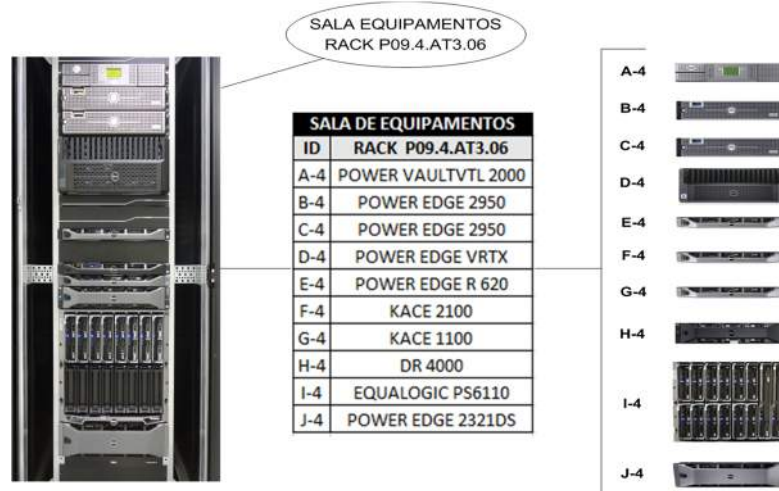 SALA EQUIPAMENTOS
RACK P09.4.AT3.06
SALA DE EQUIPAMENTOS
ID RACK P09.4.AT3.06
A-4 POWER VAULTVTL 2000
B-4 POWER EDGE 2950
C-4 POWER EDGE 2950
D-4 POWER EDGE VRTX
E-4 POWER EDGE R 620
F-4 KACE 2100
G-4 KACE 1100
H-4 DR 4000
I-4 EQUALOGIC PS6110
J-4 POWER EDGE 2321DS
A-4
B-4
C-4
D-4
E-4
F-4
G-4
H-4
I-4
J-4